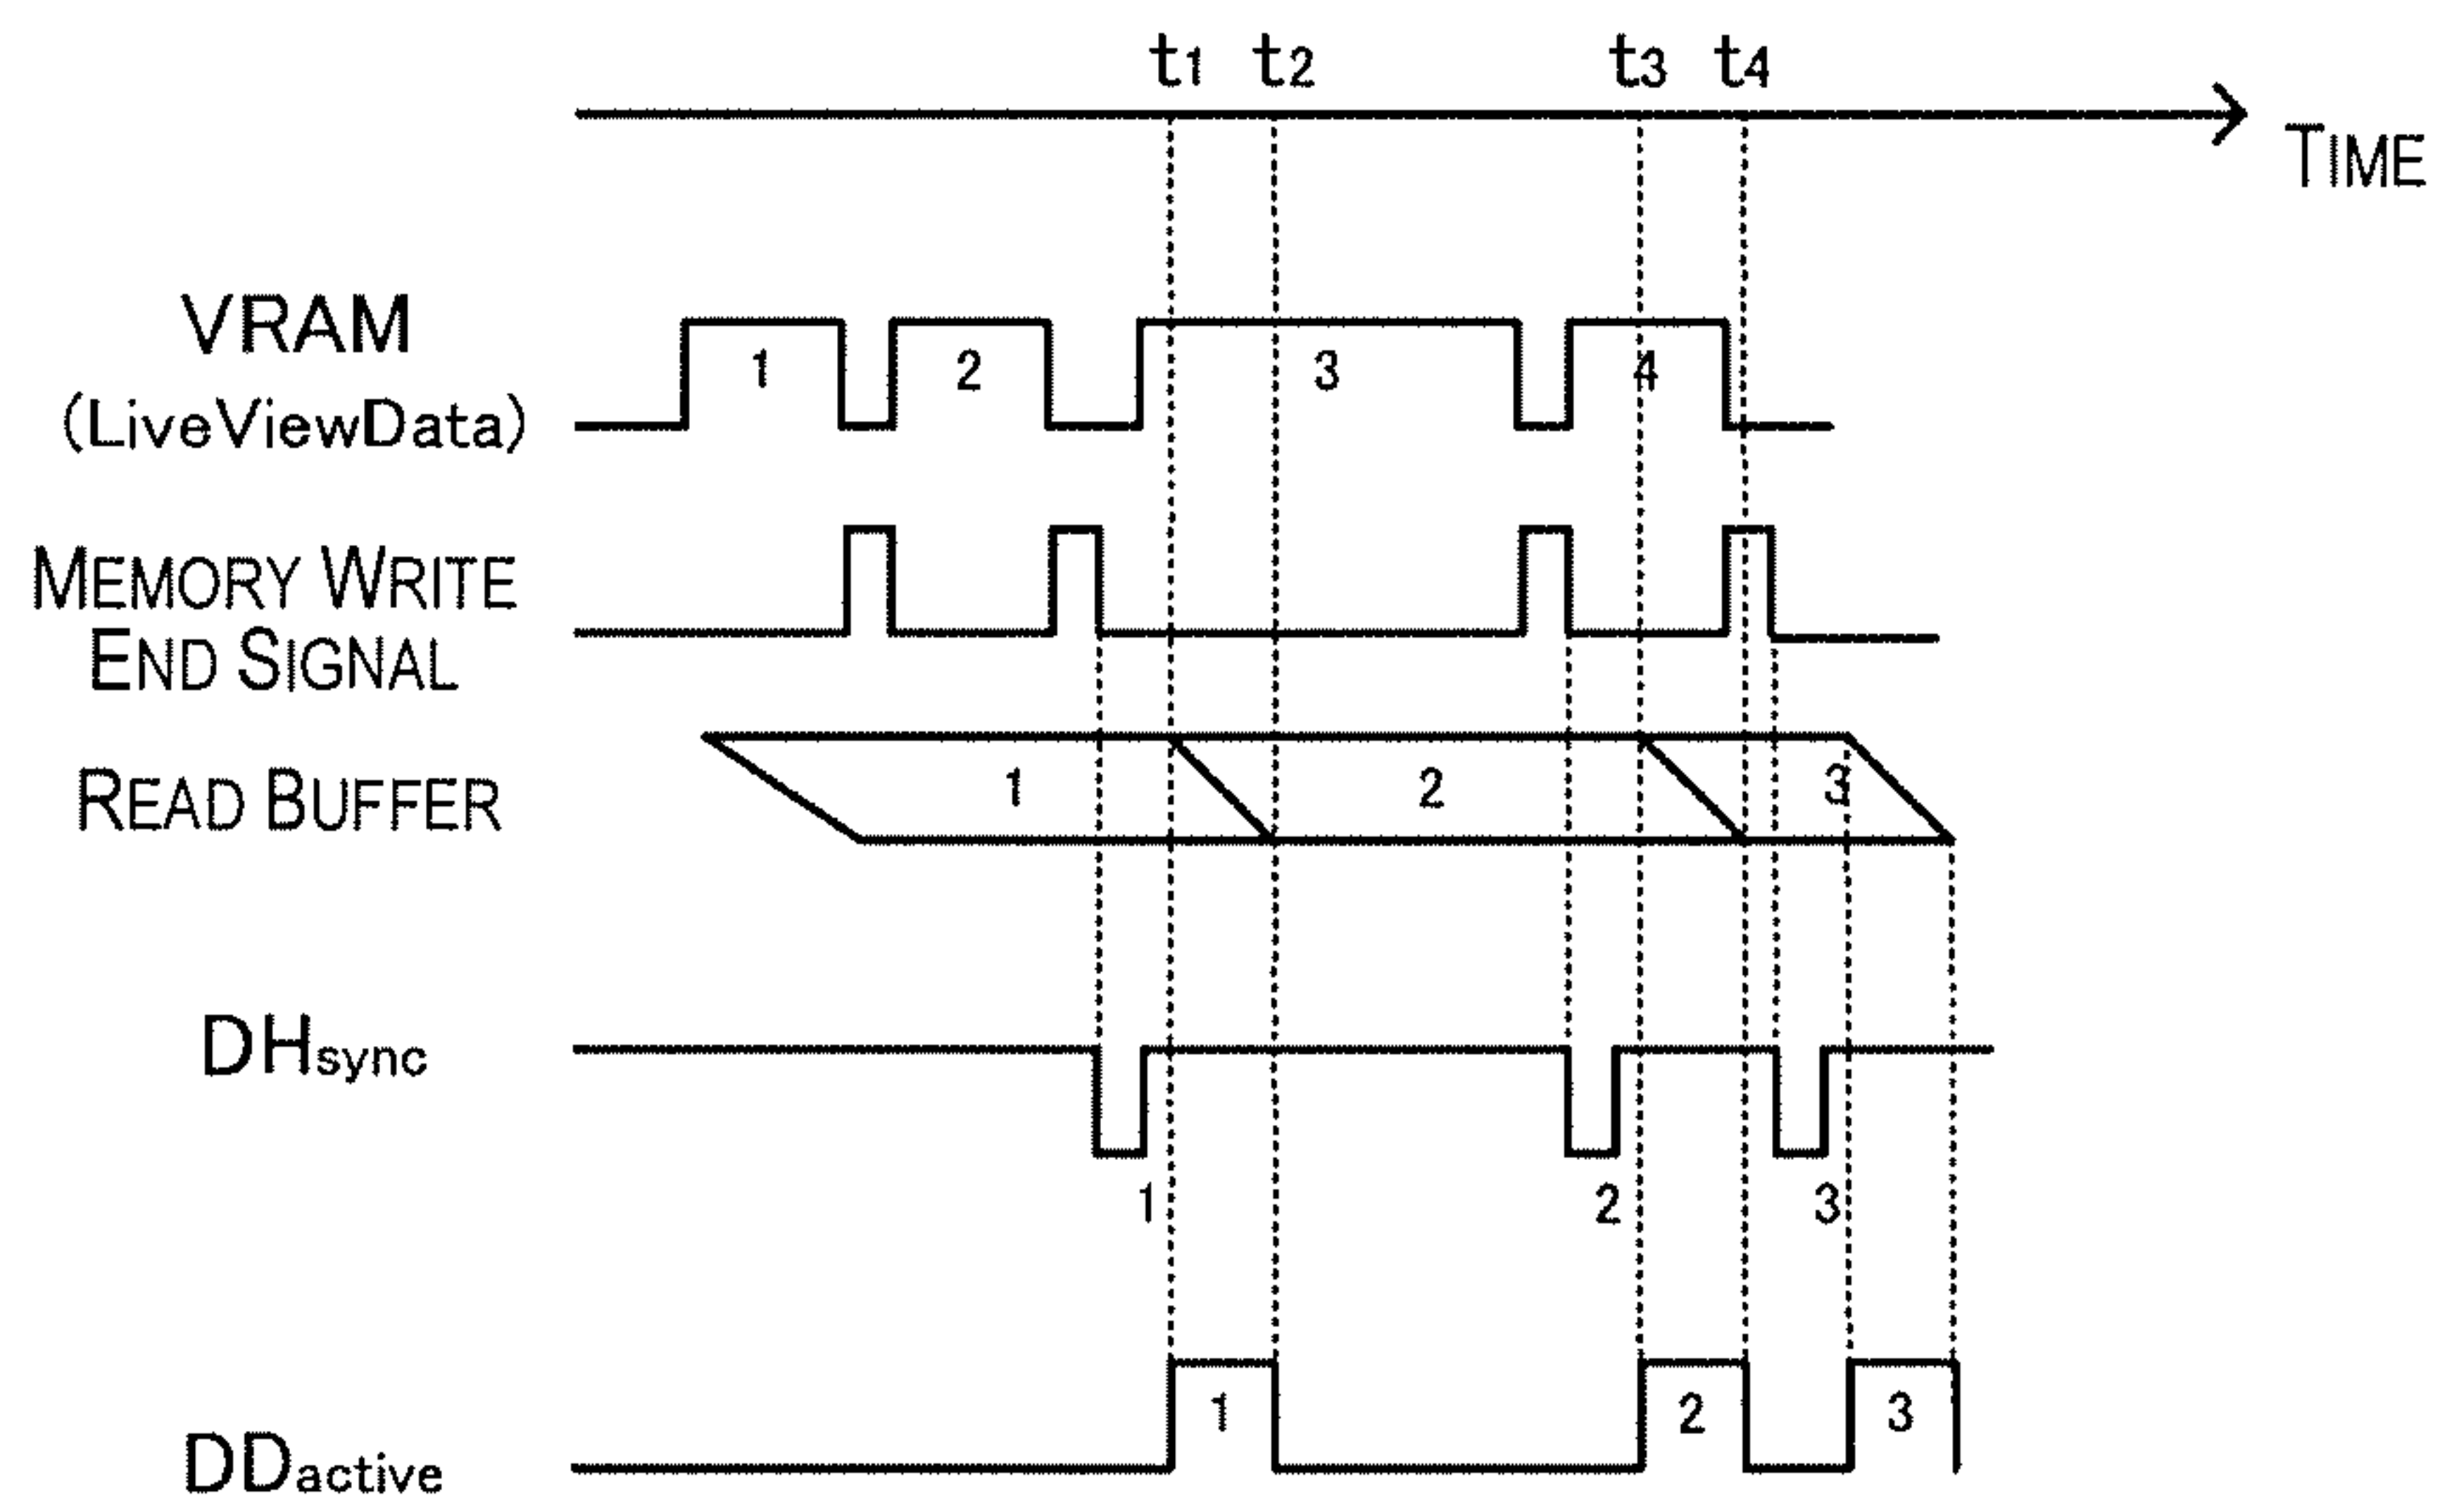 t1 t2 t3 t4
TIME
VRAM
(LiveViewData)
1 2 3 4
MEMORY WRITE
END SIGNAL
READ BUFFER
1 2 3
DHsync
1 2 3
DDactive
1 2 3